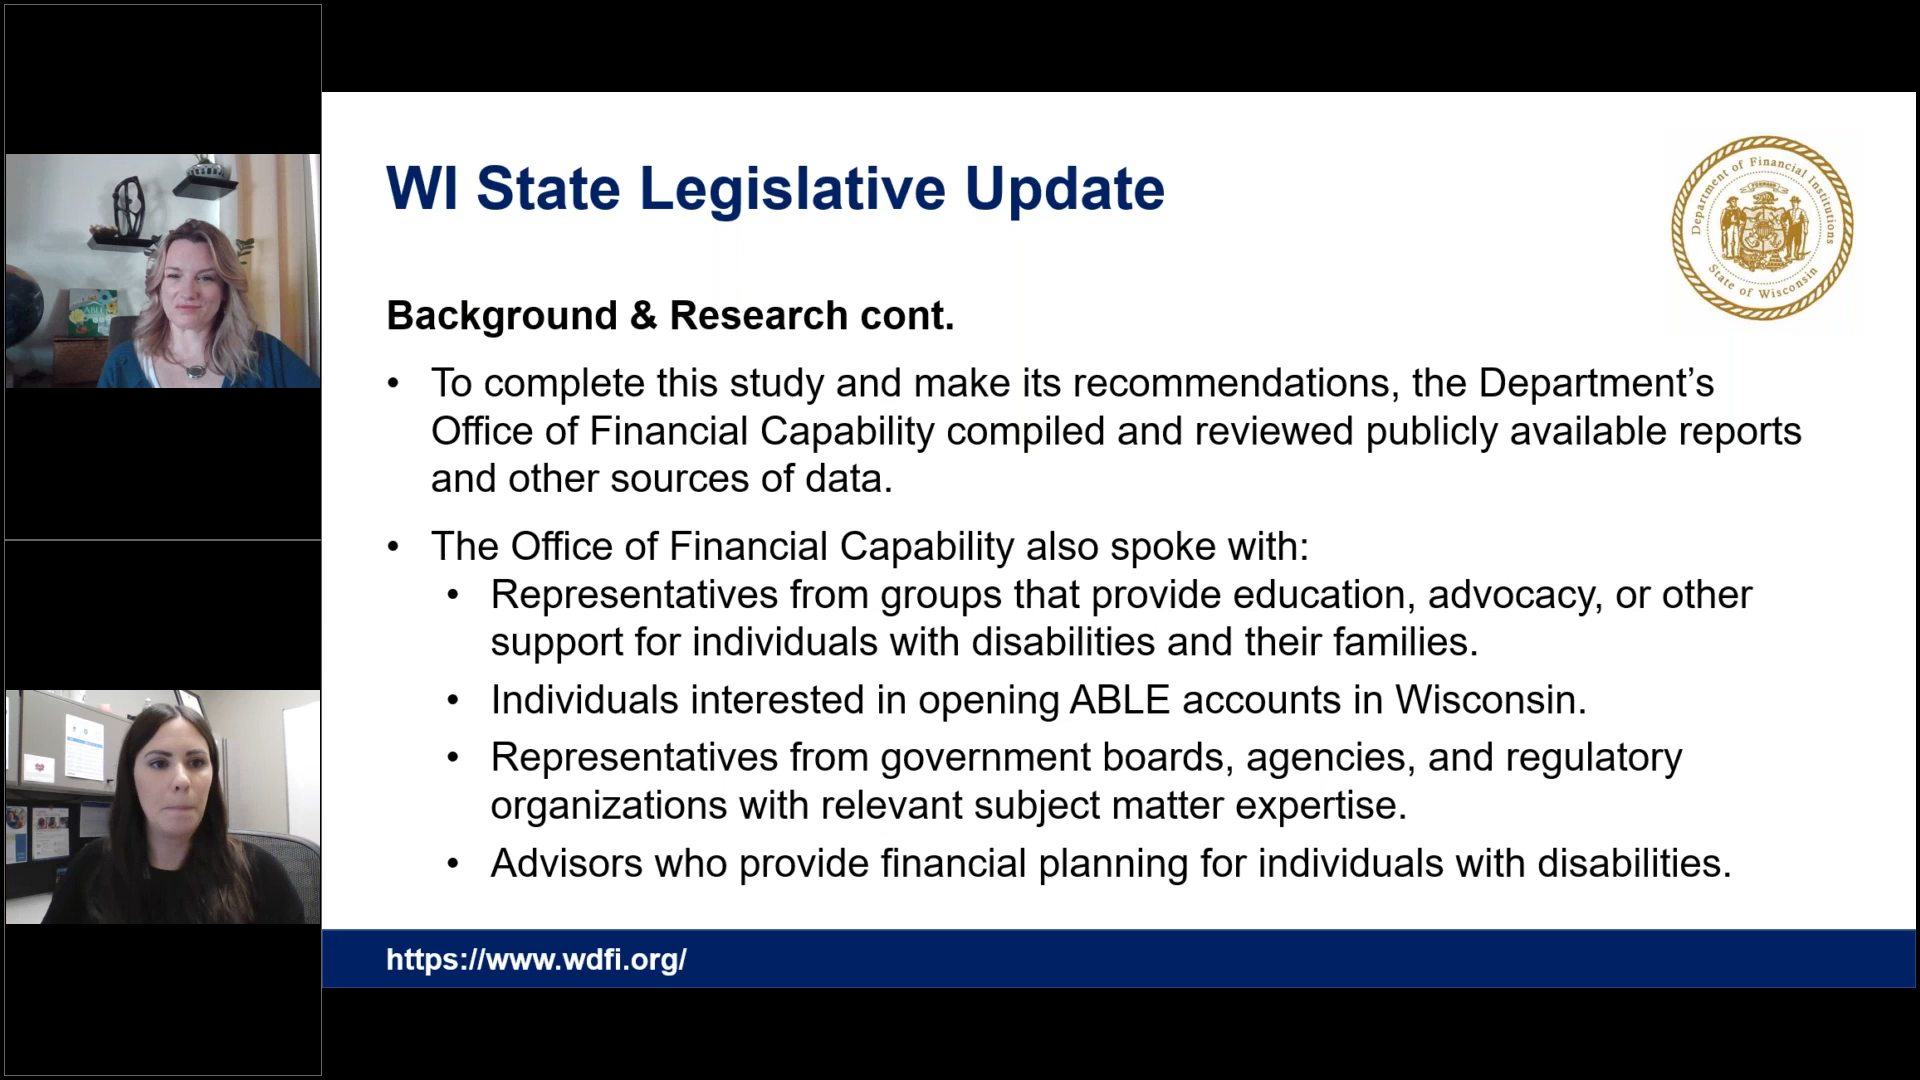 WI State Legislative Update
Department of Financial Institutions
State of Wisconsin
Background & Research cont.
• To complete this study and make its recommendations, the Department’s
Office of Financial Capability compiled and reviewed publicly available reports
and other sources of data.
• The Office of Financial Capability also spoke with:
• Representatives from groups that provide education, advocacy, or other
support for individuals with disabilities and their families.
• Individuals interested in opening ABLE accounts in Wisconsin.
• Representatives from government boards, agencies, and regulatory
organizations with relevant subject matter expertise.
• Advisors who provide financial planning for individuals with disabilities.
https://www.wdfi.org/
ABLE